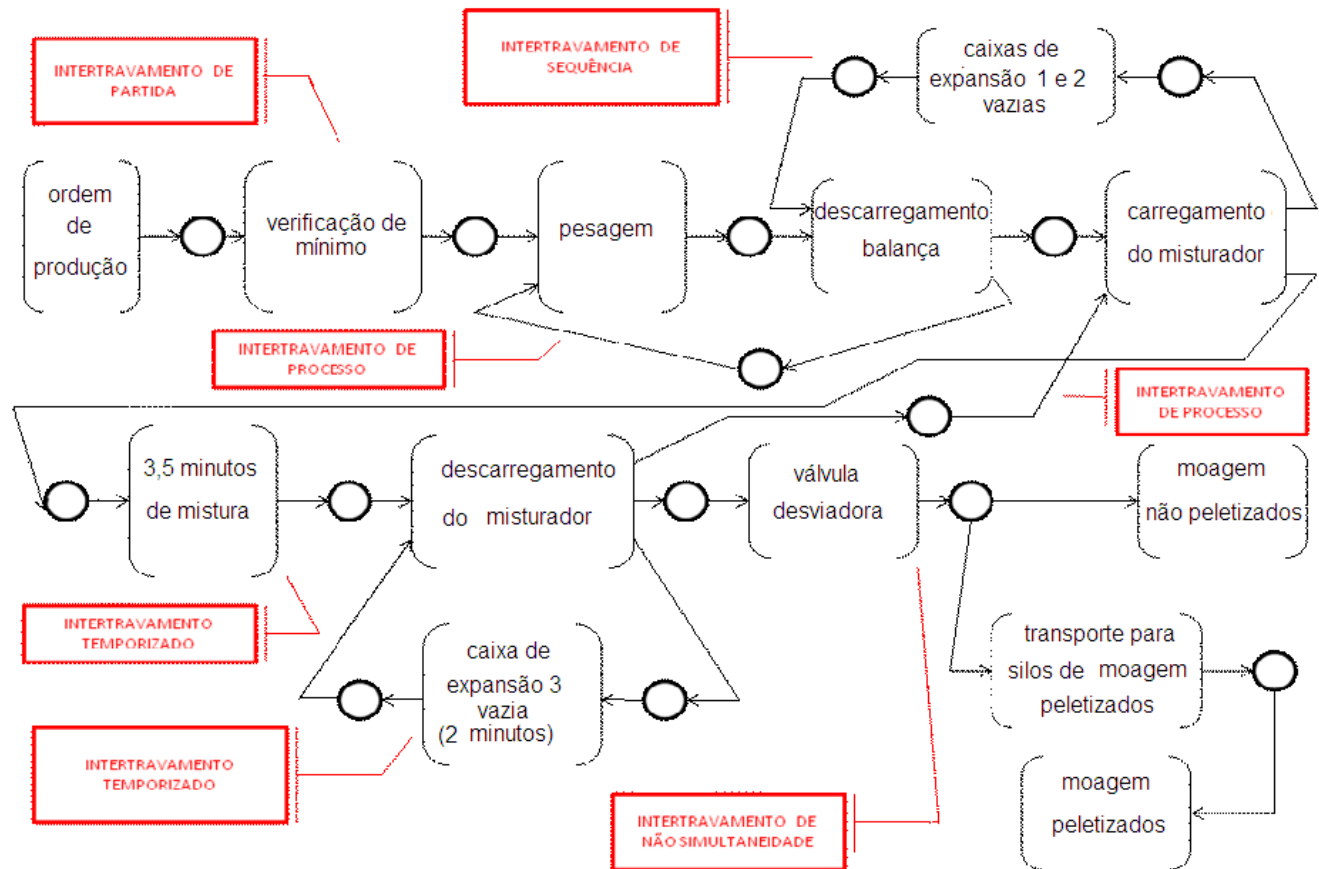 INTERTRAVAMENTO DE
PARTIDA
INTERTRAVAMENTO DE
SEQUÊNCIA
caixas de
expansão 1 e 2
vazias
ordem
de
produção
verificação de
mínimo
pesagem
descarregamento
balança
carregamento
do misturador
INTERTRAVAMENTO DE
PROCESSO
INTERTRAVAMENTO
DE PROCESSO
3,5 minutos
de mistura
descarregamento
do misturador
válvula
desviadora
moagem
não peletizados
INTERTRAVAMENTO
TEMPORIZADO
caixa de
expansão 3
vazia
(2 minutos)
transporte para
silos de moagem
peletizados
INTERTRAVAMENTO
TEMPORIZADO
INTERTRAVAMENTO DE
NÃO SIMULTANEIDADE
moagem
peletizados